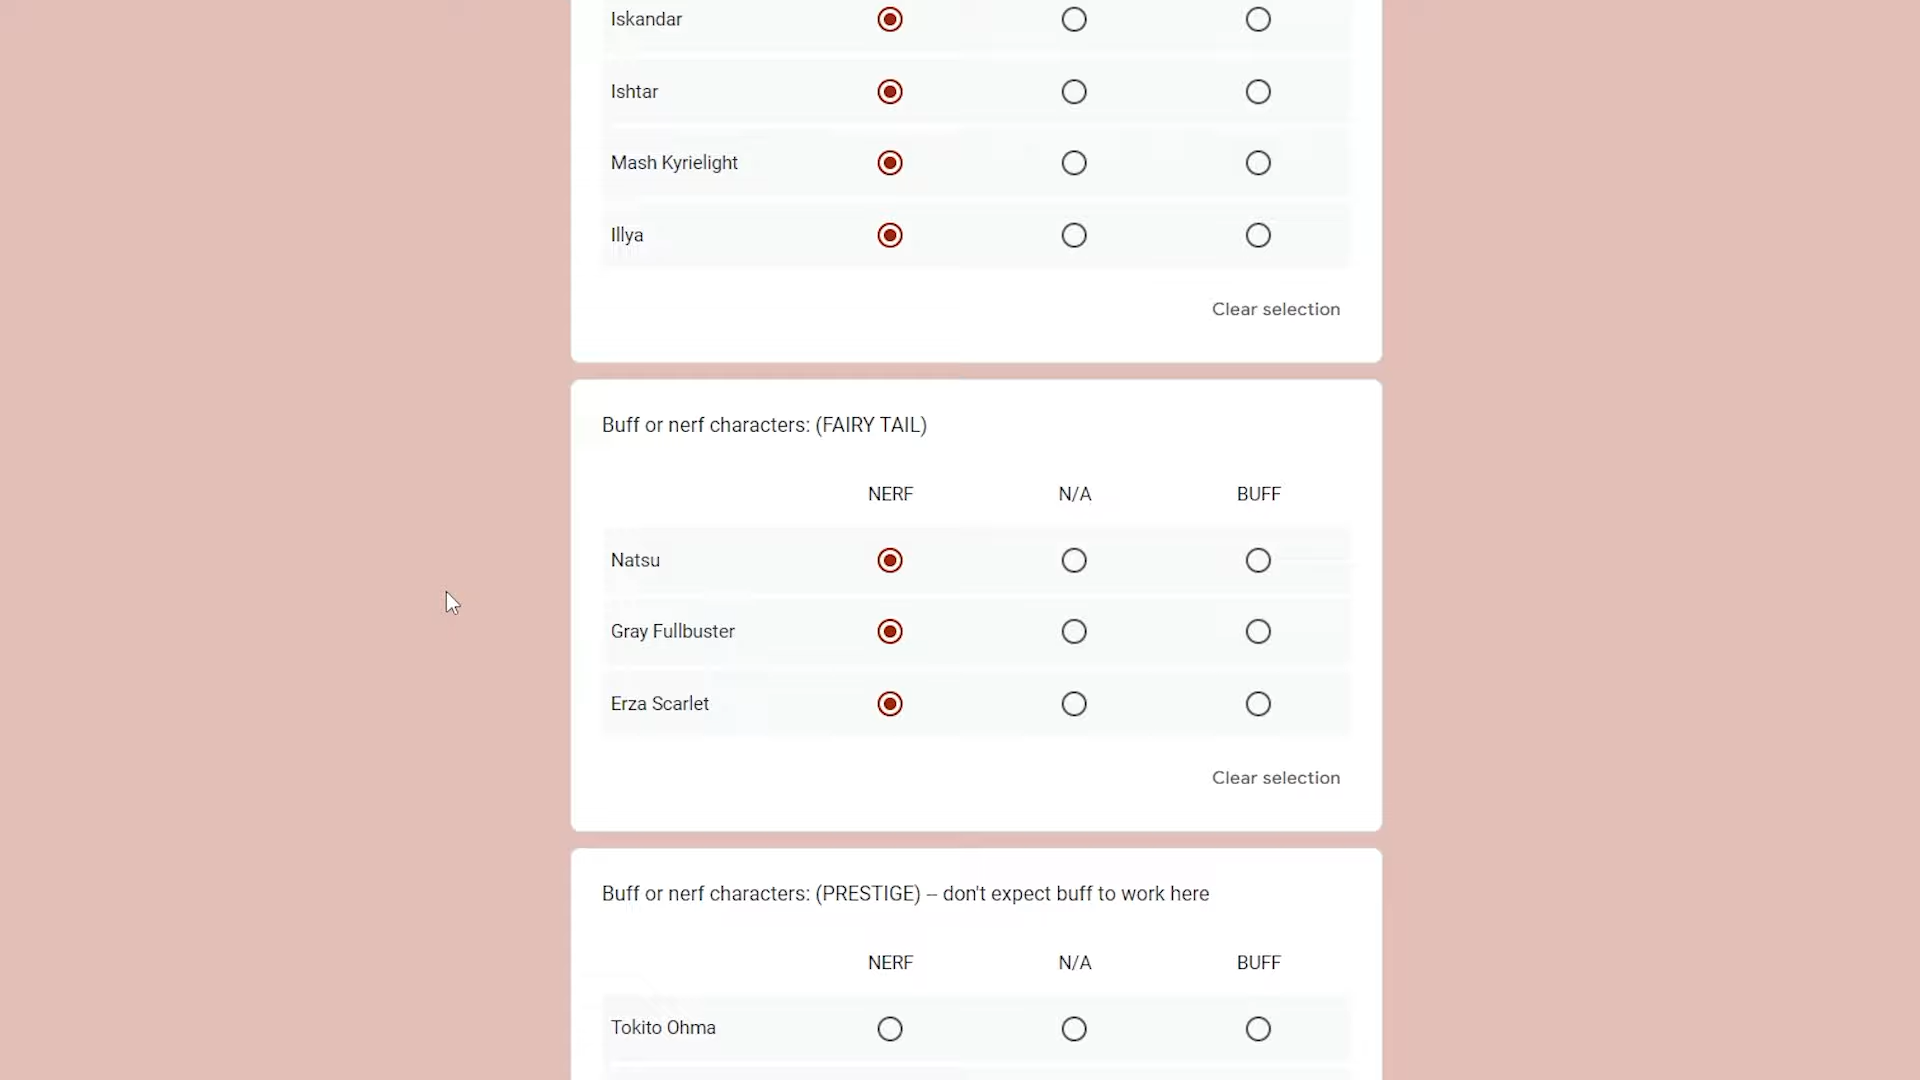 Iskandar
Ishtar
Mash Kyrielight
Illya
Clear selection
Buff or nerf characters: (FAIRY TAIL)
NERF N/A BUFF
Natsu
Gray Fullbuster
Erza Scarlet
Clear selection
Buff or nerf characters: (PRESTIGE) – don't expect buff to work here
NERF N/A BUFF
Tokito Ohma